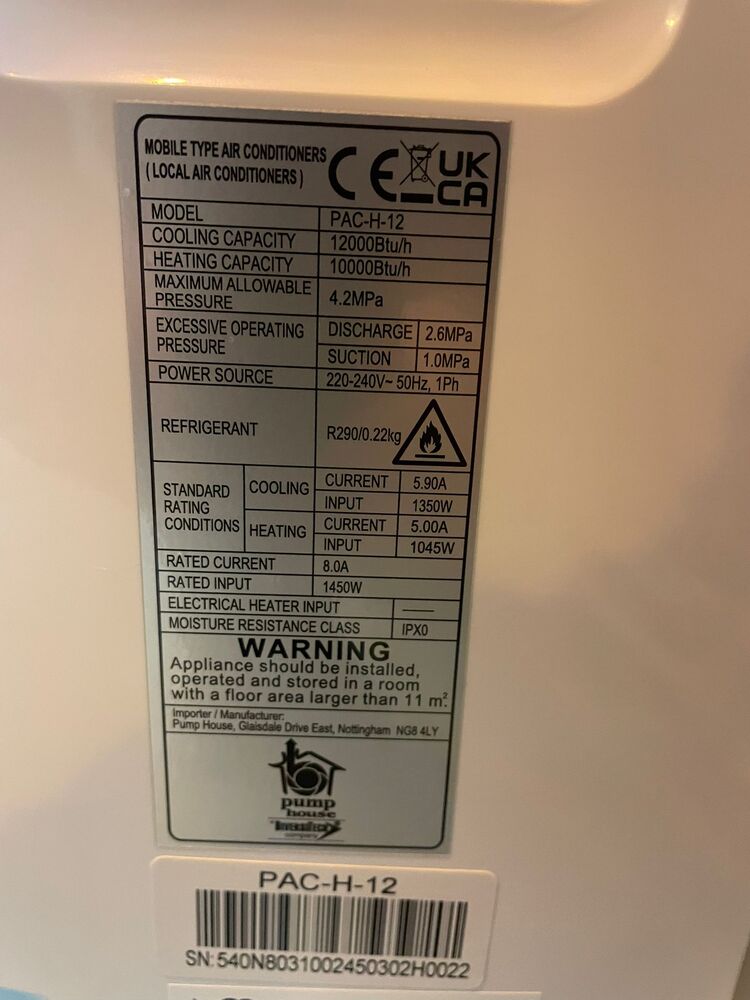 MOBILE TYPE AIR CONDITIONERS
( LOCAL AIR CONDITIONERS )
CE
UK
CA
MODEL PAC-H-12
COOLING CAPACITY 12000Btu/h
HEATING CAPACITY 10000Btu/h
MAXIMUM ALLOWABLE
PRESSURE 4.2MPa
EXCESSIVE OPERATING
PRESSURE
DISCHARGE 2.6MPa
SUCTION 1.0MPa
POWER SOURCE 220-240V~ 50Hz, 1Ph
REFRIGERANT R290/0.22kg
STANDARD
RATING
CONDITIONS
COOLING
CURRENT 5.90A
INPUT 1350W
HEATING
CURRENT 5.00A
INPUT 1045W
RATED CURRENT 8.0A
RATED INPUT 1450W
ELECTRICAL HEATER INPUT —
MOISTURE RESISTANCE CLASS IPX0
WARNING
Appliance should be installed,
operated and stored in a room
with a floor area larger than 11 m².
Importer / Manufacturer:
Pump House, Glaisdale Drive East, Nottingham NG8 4LY
pump
house
company
PAC-H-12
SN: 540N8031002450302H0022